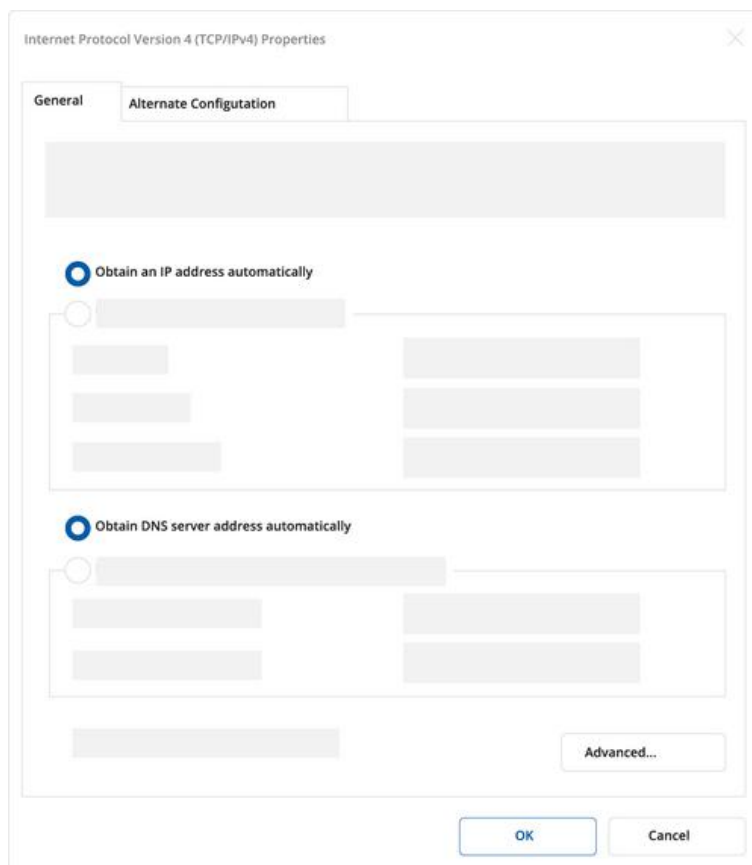 Internet Protocol Version 4 (TCP/IPv4) Properties
General
Alternate Configutation
Obtain an IP address automatically
Obtain DNS server address automatically
Advanced...
OK
Cancel